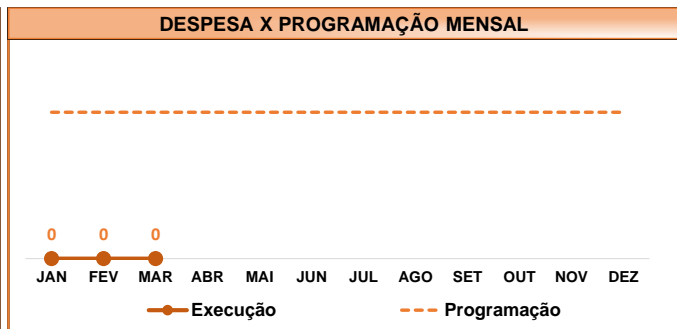 DESPESA X PROGRAMAÇÃO MENSAL
0 0 0
JAN FEV MAR ABR MAI JUN JUL AGO SET OUT NOV DEZ
Execução Programação